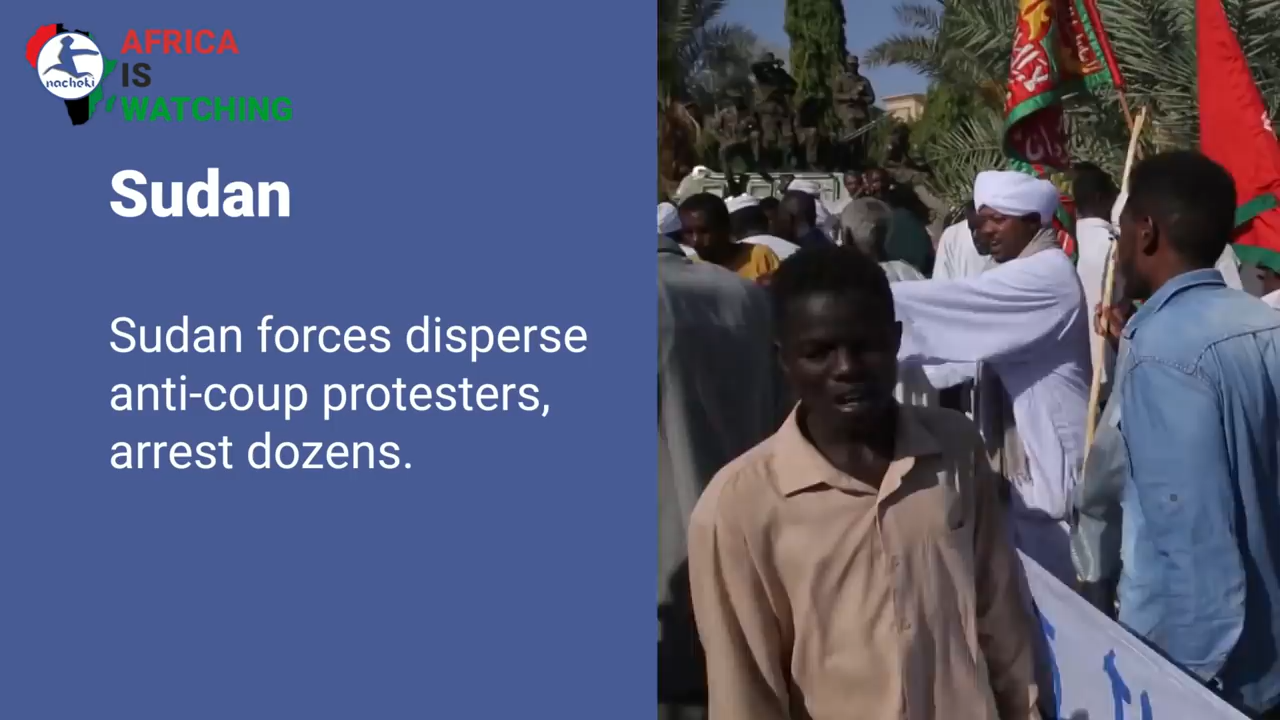 nacheki
AFRICA
IS
WATCHING
Sudan
Sudan forces disperse
anti-coup protesters,
arrest dozens.